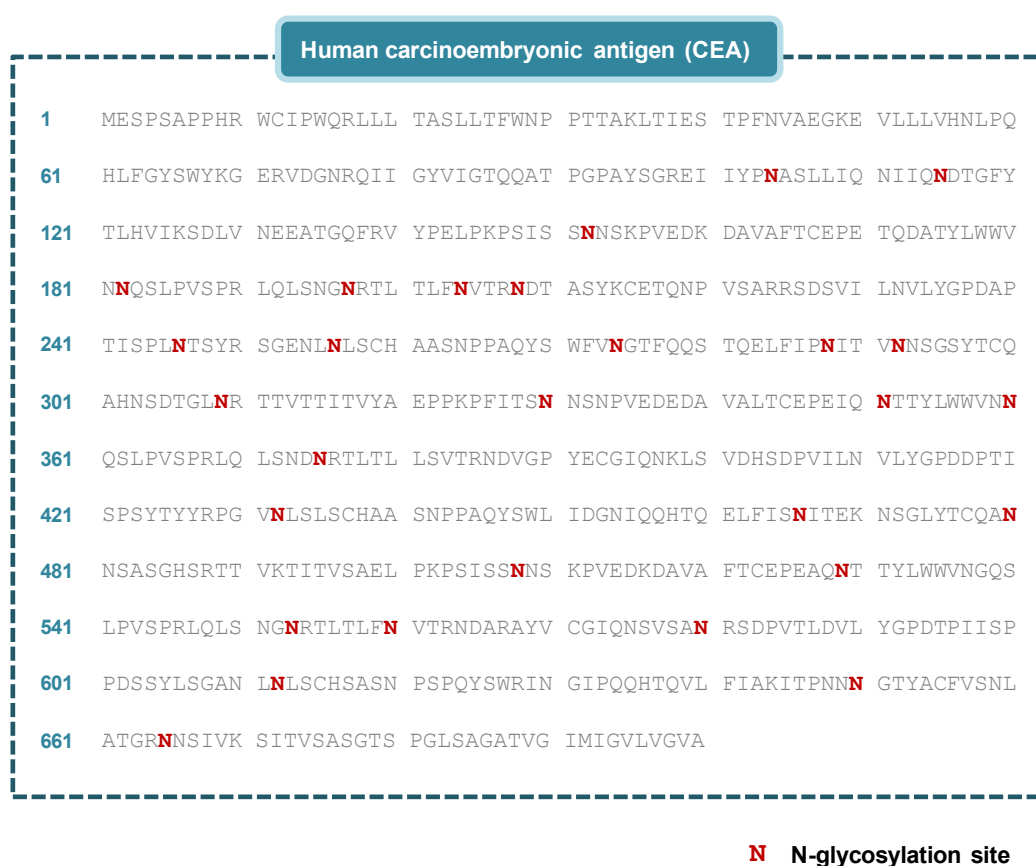 Human carcinoembryonic antigen (CEA)
1 MESPSAPPHR WCIPWQRLLL TASLLTFWNP PTTAKLTIES TPFNVAEGKE VLLLVHNLPQ
61 HLFGYSWYKG ERVDGNRQII GYVIGTQQAT PGPAYSGREI IYPNASLLIQ NIIQNDTGFY
121 TLHVIKSDLV NEEATGQFRV YPELPKPSIS SNNSKPVEDK DAVAFTCEPE TQDATYLWWV
181 NNQSLPVSPR LQLSNGNRTL TLFNVTRNDT ASYKCETQNP VSARRSDSVI LNVLYGPDAP
241 TISPLNTSYR SGENLNLSCH AASNPPAQYS WFVNGTFQQS TQELFIPNIT VNNSGSYTCQ
301 AHNSDTGLNR TTVTTITVYA EPPKPFITSN NSNPVEDEDA VALTCEPEIQ NTTYLWWVNN
361 QSLPVSPRLQ LSNDNRTLTL LSVTRNDVGP YECGIQNKLS VDHSDPVILN VLYGPDDPTI
421 SPSYTYYRPG VNLSLSCHAA SNPPAQYSWL IDGNIQQHTQ ELFISNITEK NSGLYTCQAN
481 NSASGHSRTT VKTITVSAEL PKPSISSNNS KPVEDKDAVA FTCEPEAQNT TYLWWVNGQS
541 LPVSPRLQLS NGNRTLTLFN VTRNDARAYV CGIQNSVSAN RSDPVTLDVL YGPDTPIISP
601 PDSSYLSGAN LNLSCHSASN PSPQYSWRIN GIPQQHTQVL FIAKITPNNN GTYACFVSNL
661 ATGRNNSIVK SITVSASGTS PGLSAGATVG IMIGVLVGVA
N N-glycosylation site